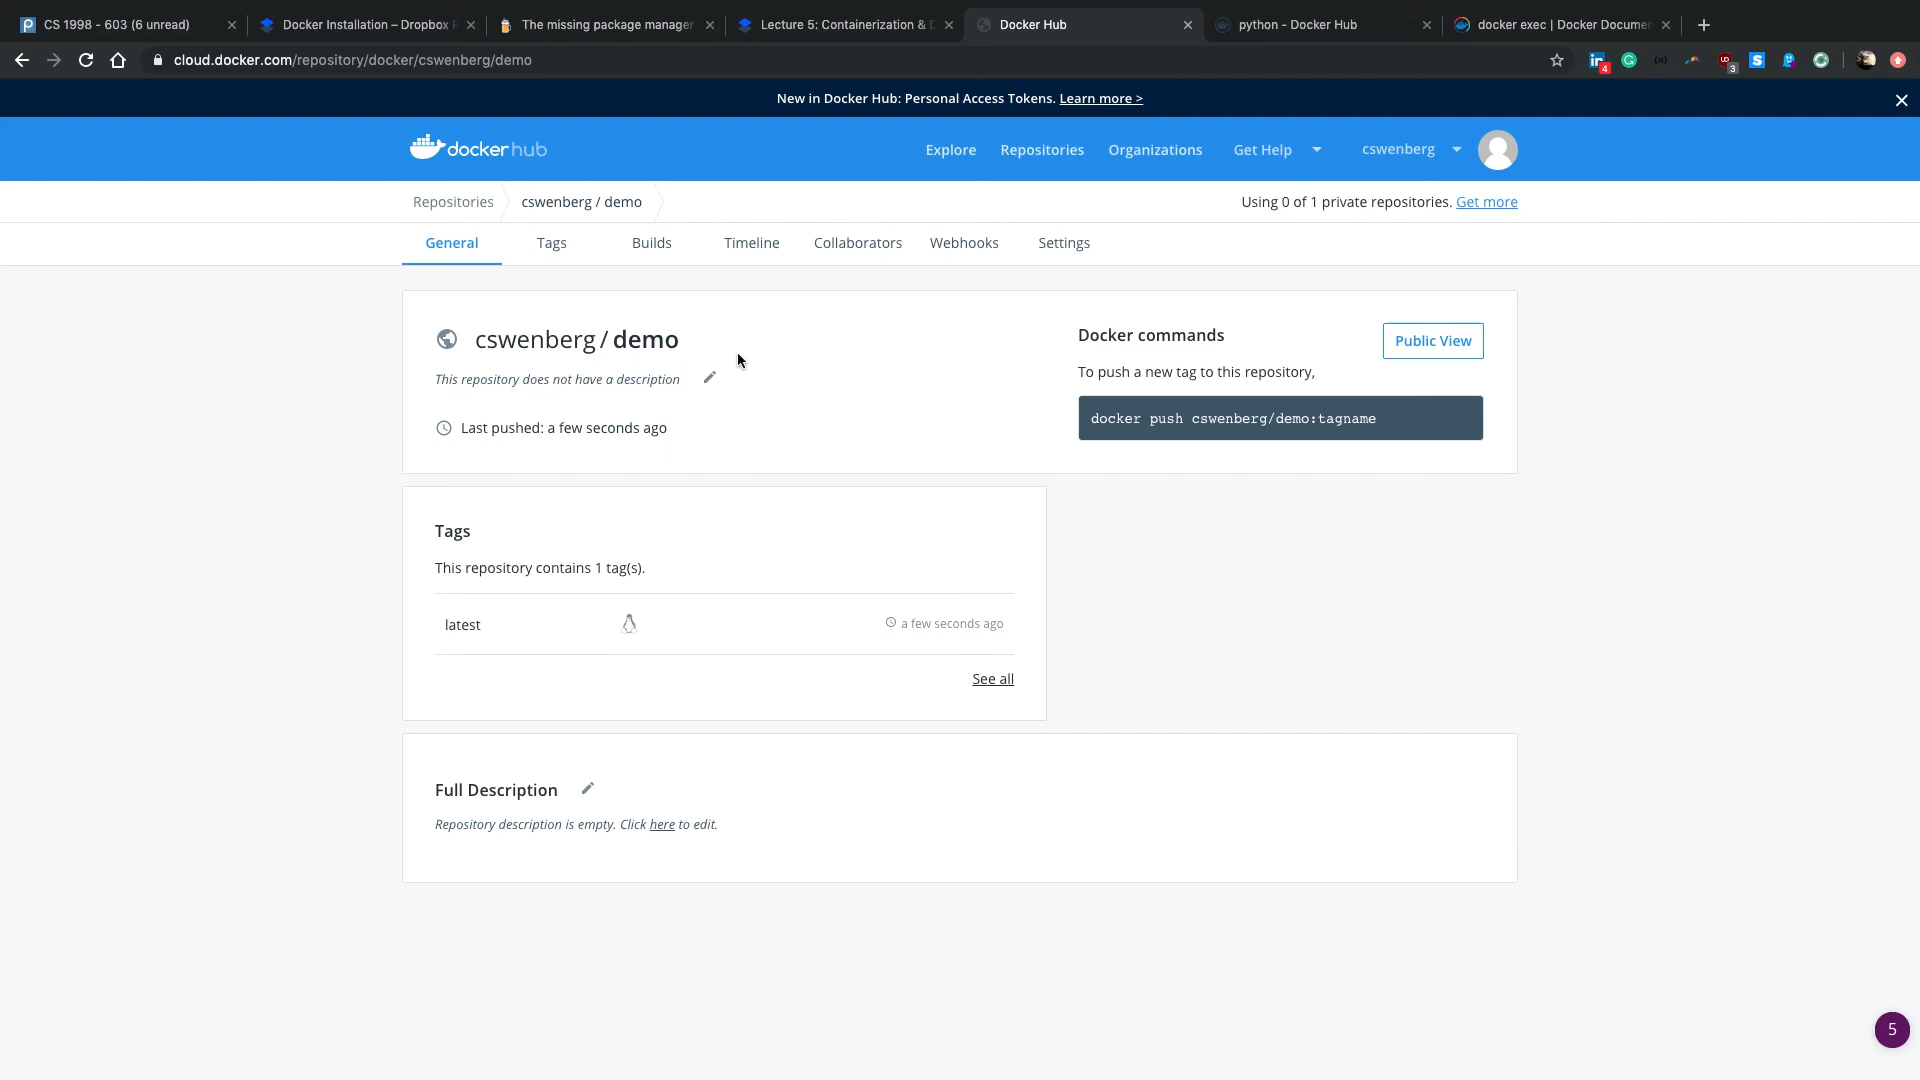 CS 1998 - 603 (6 unread)
Docker Installation – Dropbox
The missing package manager
Lecture 5: Containerization &
Docker Hub
python - Docker Hub
docker exec | Docker Documen
cloud.docker.com/repository/docker/cswenberg/demo
4
3
New in Docker Hub: Personal Access Tokens. Learn more >
dockerhub
Explore
Repositories
Organizations
Get Help
cswenberg
Repositories
cswenberg / demo
Using 0 of 1 private repositories. Get more
General
Tags
Builds
Timeline
Collaborators
Webhooks
Settings
cswenberg / demo
This repository does not have a description
Last pushed: a few seconds ago
Docker commands
Public View
To push a new tag to this repository,
docker push cswenberg/demo:tagname
Tags
This repository contains 1 tag(s).
latest
a few seconds ago
See all
Full Description
Repository description is empty. Click here to edit.
5